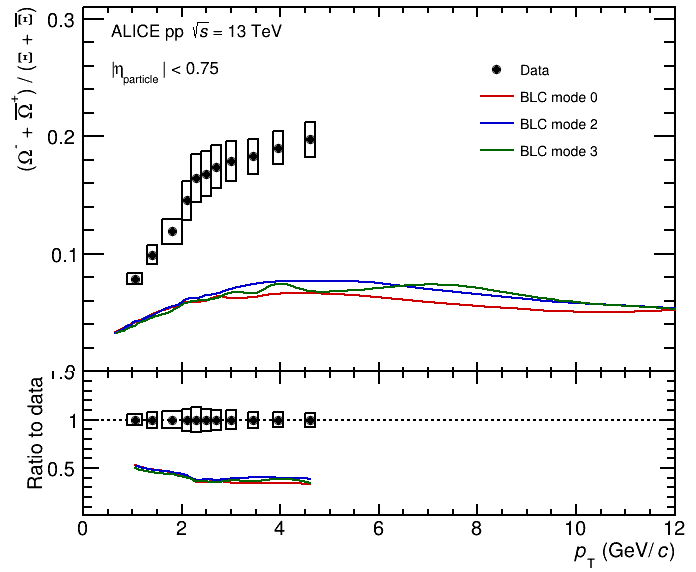 0.3
ALICE pp √s = 13 TeV
|η_particle| < 0.75
Data
BLC mode 0
BLC mode 2
BLC mode 3
(Ω⁻ + Ω̅⁺) / (Ξ + Ξ̅)
0.2
0.1
1.5
Ratio to data
1
0.5
0 2 4 6 8 10 12
p_T (GeV/c)